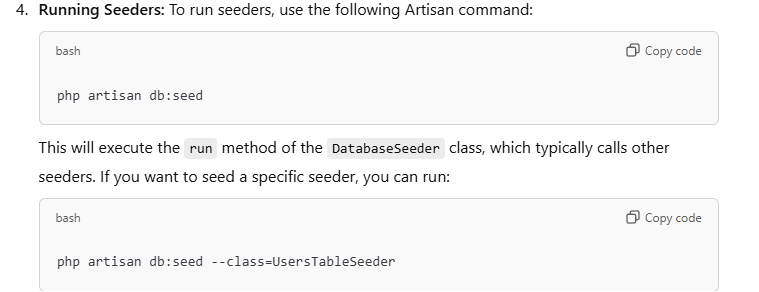 4. Running Seeders: To run seeders, use the following Artisan command:
bash Copy code
php artisan db:seed
This will execute the run method of the DatabaseSeeder class, which typically calls other
seeders. If you want to seed a specific seeder, you can run:
bash Copy code
php artisan db:seed --class=UsersTableSeeder